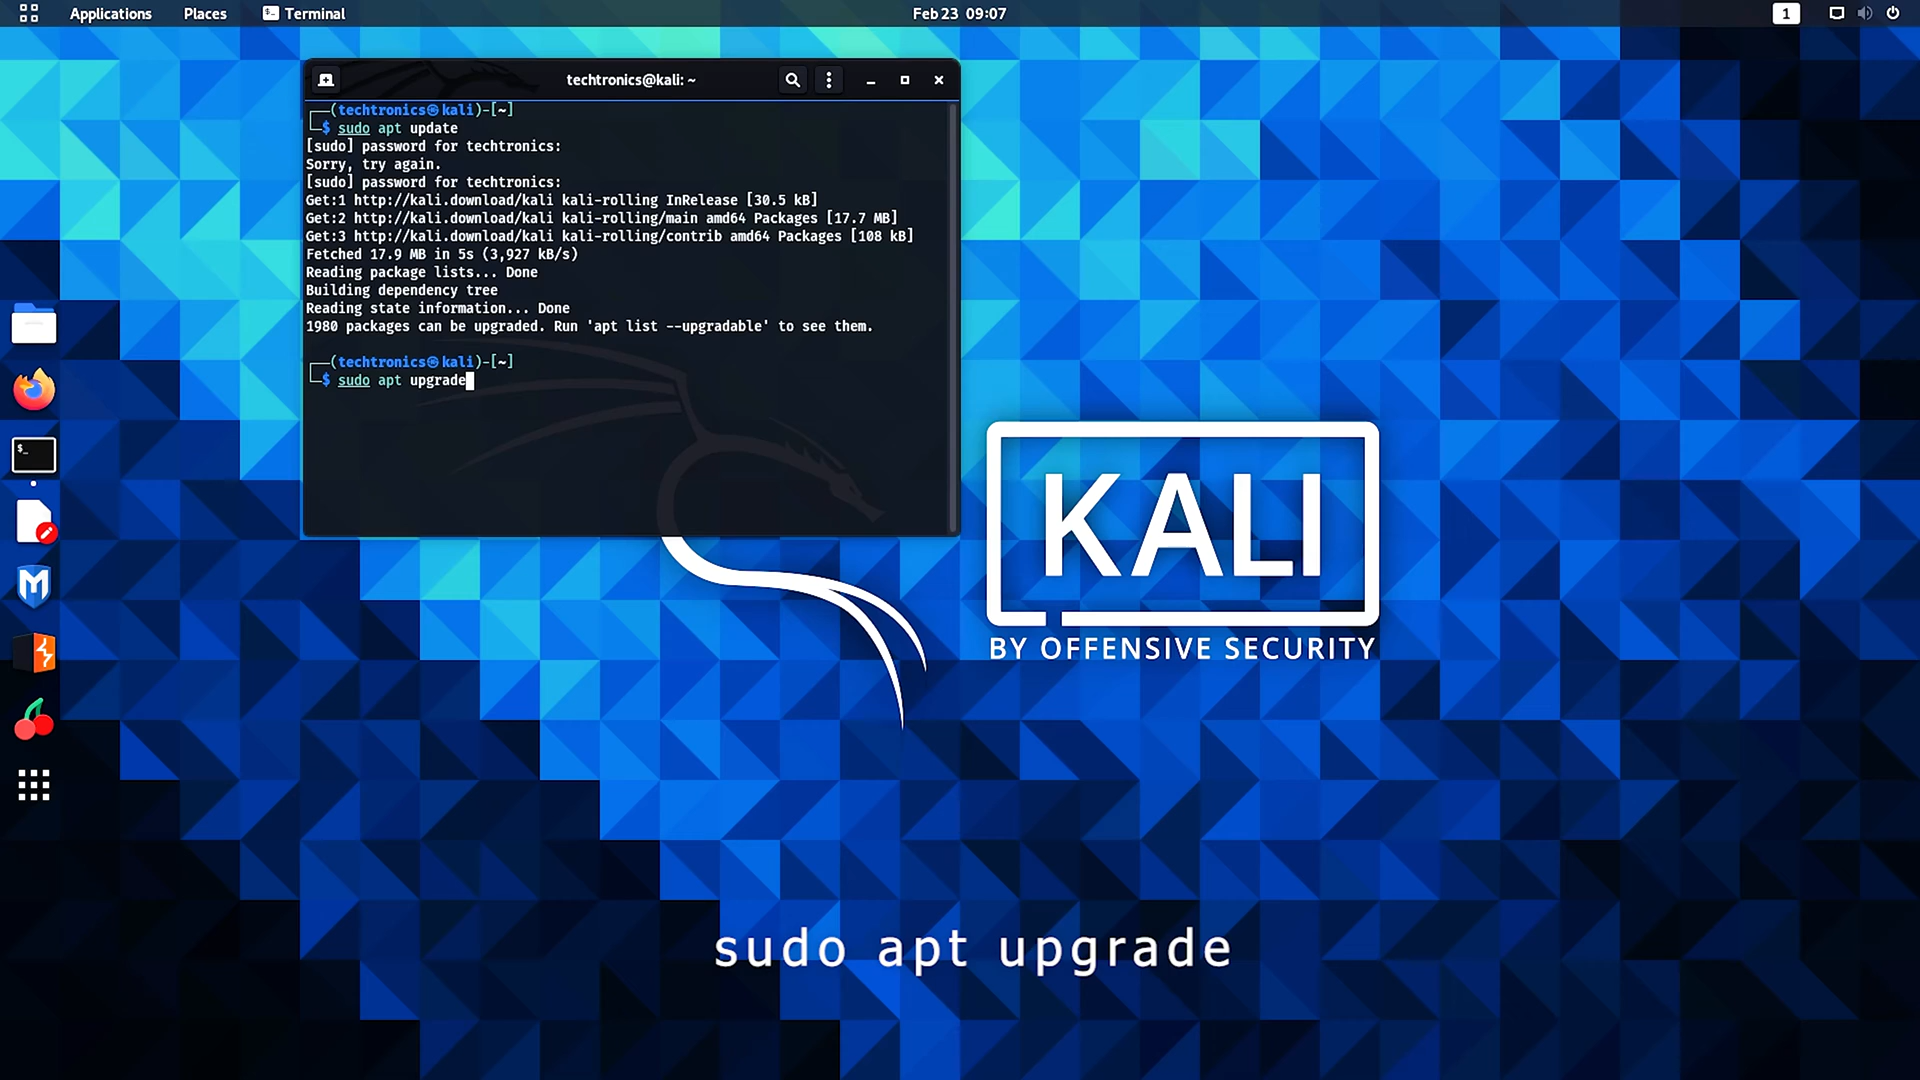 Applications Places Terminal Feb 23 09:07 1
techtronics@kali: ~
┌──(techtronics㉿kali)-[~]
└─$ sudo apt update
[sudo] password for techtronics:
Sorry, try again.
[sudo] password for techtronics:
Get:1 http://kali.download/kali kali-rolling InRelease [30.5 kB]
Get:2 http://kali.download/kali kali-rolling/main amd64 Packages [17.7 MB]
Get:3 http://kali.download/kali kali-rolling/contrib amd64 Packages [108 kB]
Fetched 17.9 MB in 5s (3,927 kB/s)
Reading package lists... Done
Building dependency tree
Reading state information... Done
1980 packages can be upgraded. Run 'apt list --upgradable' to see them.
┌──(techtronics㉿kali)-[~]
└─$ sudo apt upgrade
$_
KALI
BY OFFENSIVE SECURITY
sudo apt upgrade